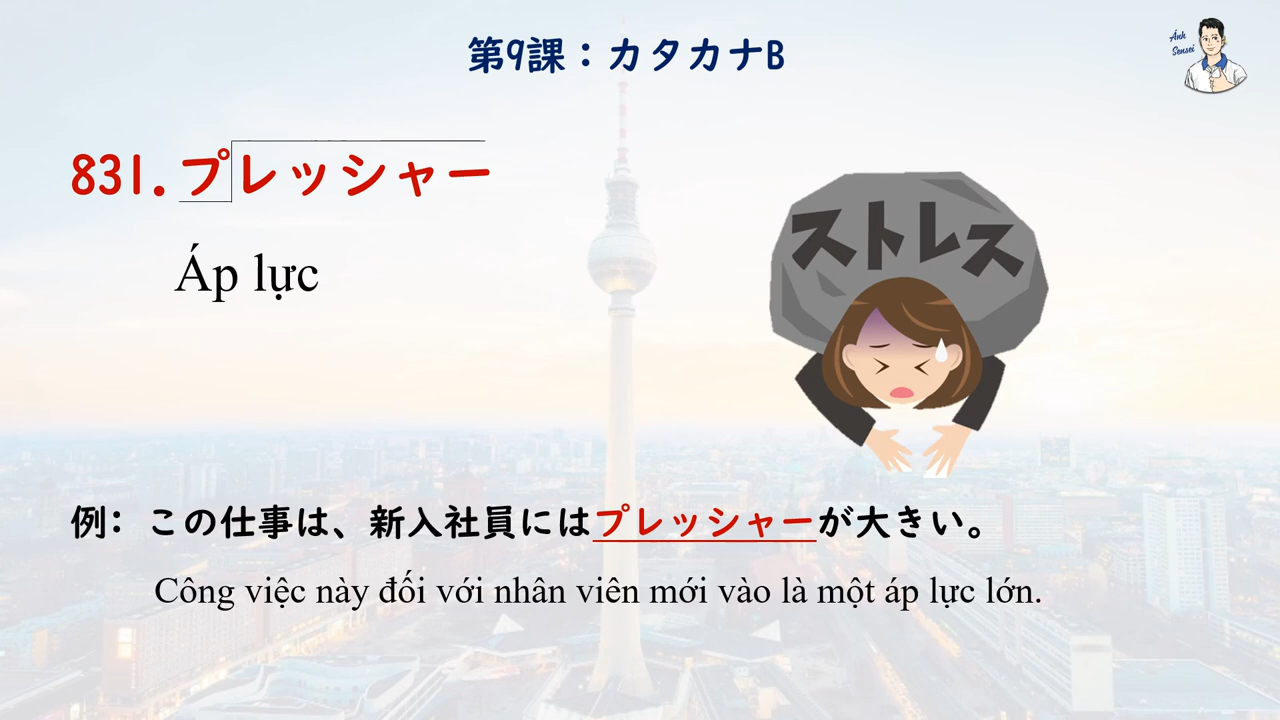 第9課：カタカナB
Ánh
Sensei
831. プレッシャー
Áp lực
ストレス
例：この仕事は、新入社員にはプレッシャーが大きい。
Công việc này đối với nhân viên mới vào là một áp lực lớn.